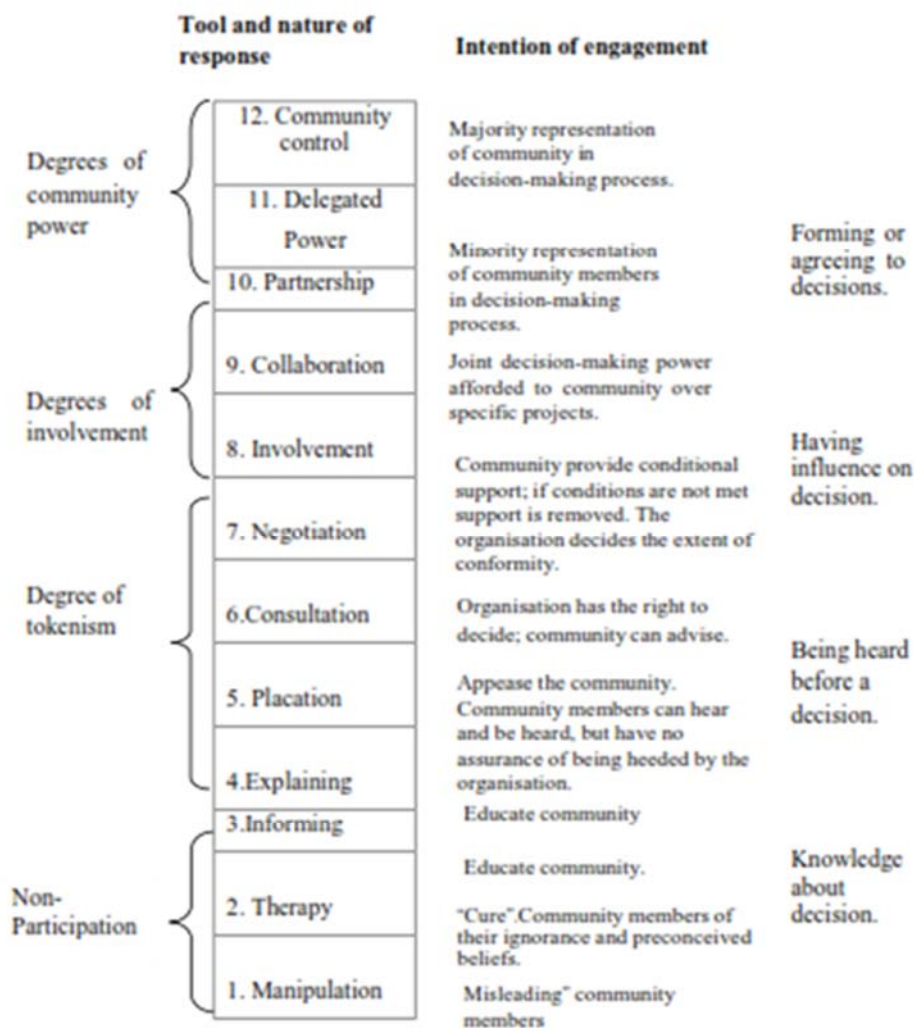 Tool and nature of
response
Intention of engagement
Degrees of
community
power
12. Community
control
11. Delegated
Power
10. Partnership
Majority representation
of community in
decision-making process.
Minority representation
of community members
in decision-making
process.
Forming or
agreeing to
decisions.
Degrees of
involvement
9. Collaboration
8. Involvement
Joint decision-making power
afforded to community over
specific projects.
Having
influence on
decision.
Degree of
tokenism
7. Negotiation
6.Consultation
5. Placation
4.Explaining
Community provide conditional
support; if conditions are not met
support is removed. The
organisation decides the extent of
conformity.
Organisation has the right to
decide; community can advise.
Appease the community.
Community members can hear
and be heard, but have no
assurance of being heeded by the
organisation.
Being heard
before a
decision.
Non-
Participation
3.Informing
2. Therapy
1. Manipulation
Educate community
Educate community.
"Cure".Community members of
their ignorance and preconceived
beliefs.
Misleading" community
members
Knowledge
about
decision.